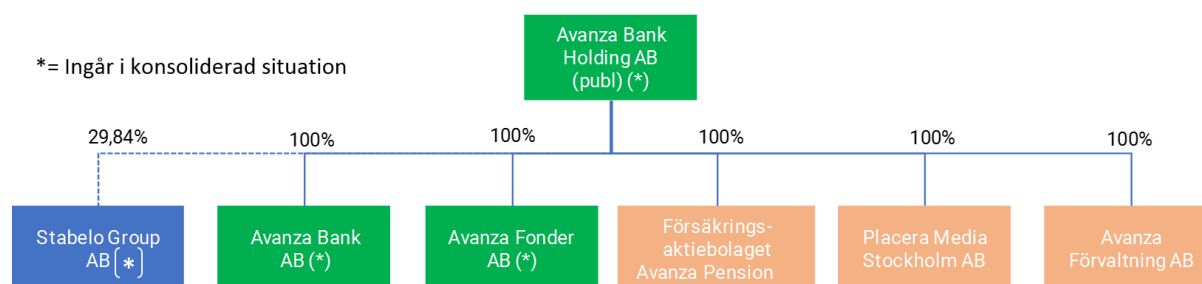 Avanza Bank
Holding AB
(publ) (*)
*= Ingår i konsoliderad situation
29,84%
100%
100%
100%
100%
100%
Stabelo Group
AB(*)
Avanza Bank
AB (*)
Avanza Fonder
AB (*)
Försäkrings-
aktiebolaget
Avanza Pension
Placera Media
Stockholm AB
Avanza
Förvaltning AB